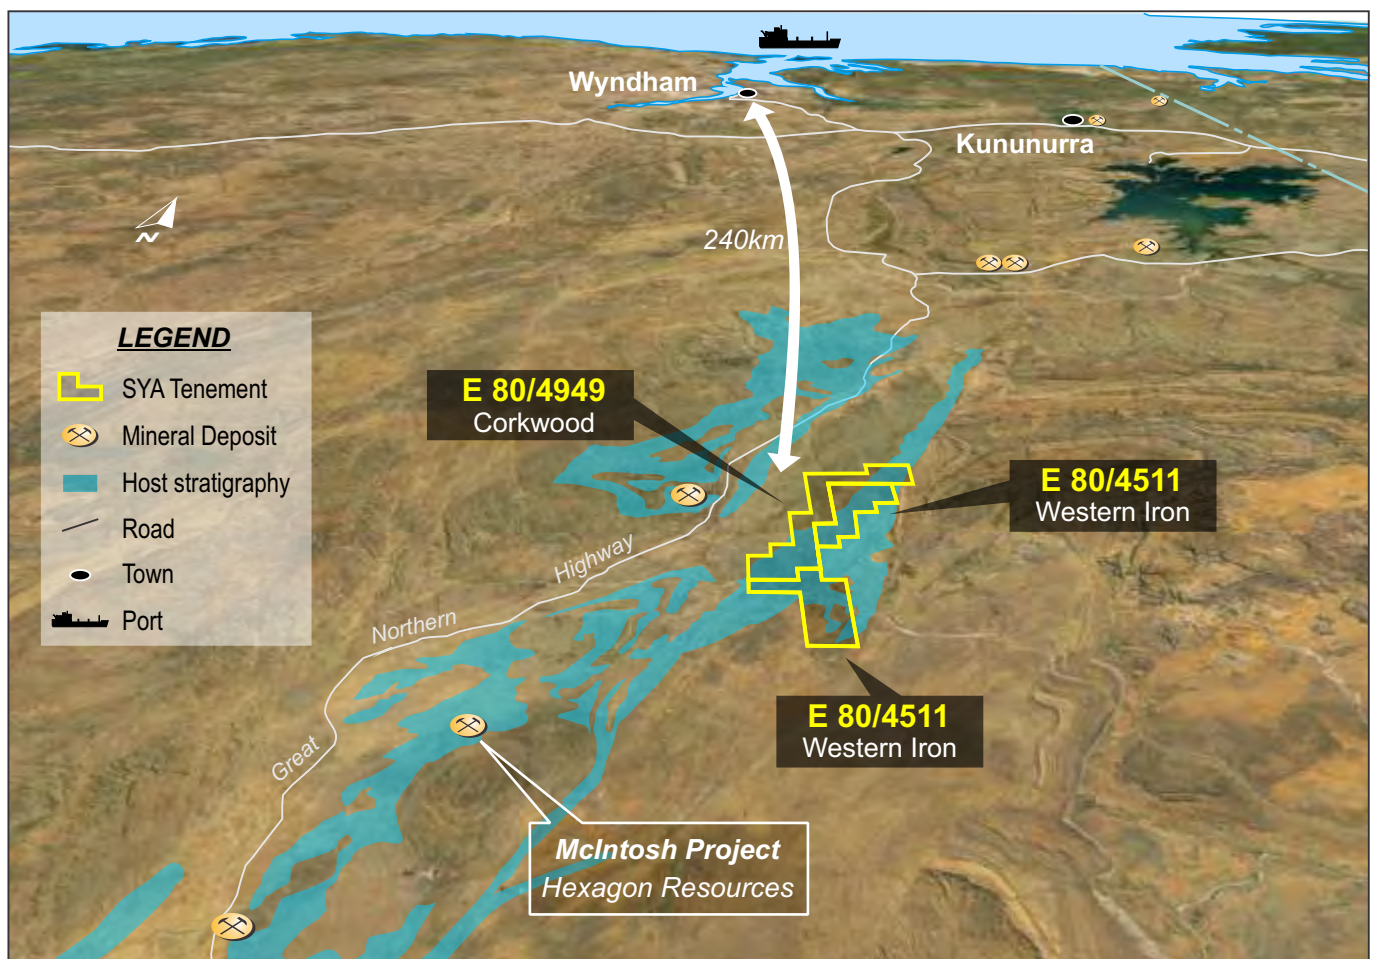 Wyndham
Kununurra
N
240km
LEGEND
SYA Tenement
Mineral Deposit
Host stratigraphy
Road
Town
Port
E 80/4949
Corkwood
E 80/4511
Western Iron
Highway
Northern
Great
E 80/4511
Western Iron
McIntosh Project
Hexagon Resources